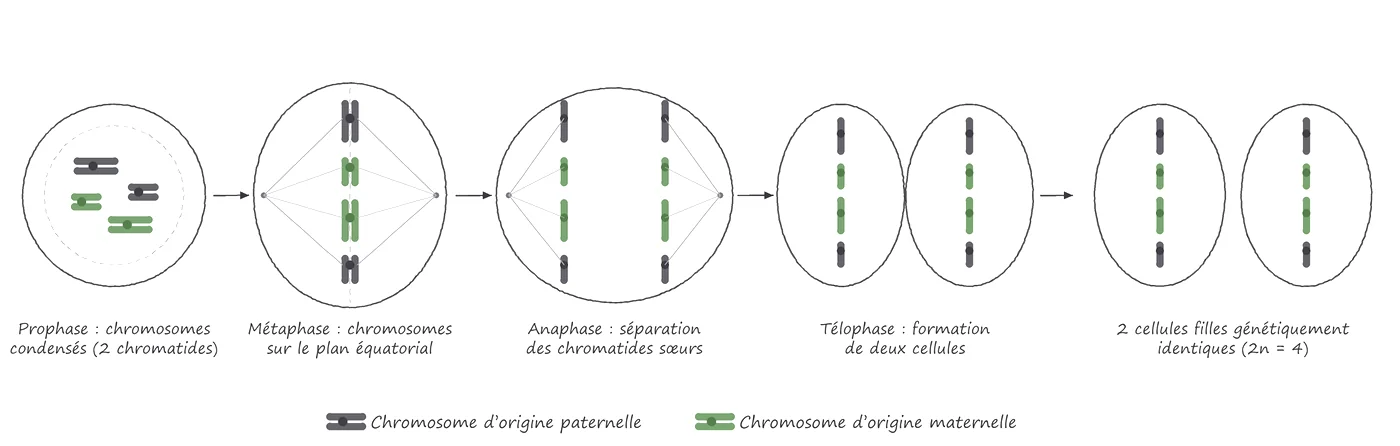 Prophase : chromosomes
condensés (2 chromatides)
Métaphase : chromosomes
sur le plan équatorial
Anaphase : séparation
des chromatides sœurs
Télophase : formation
de deux cellules
2 cellules filles génétiquement
identiques (2n = 4)
Chromosome d'origine paternelle
Chromosome d'origine maternelle